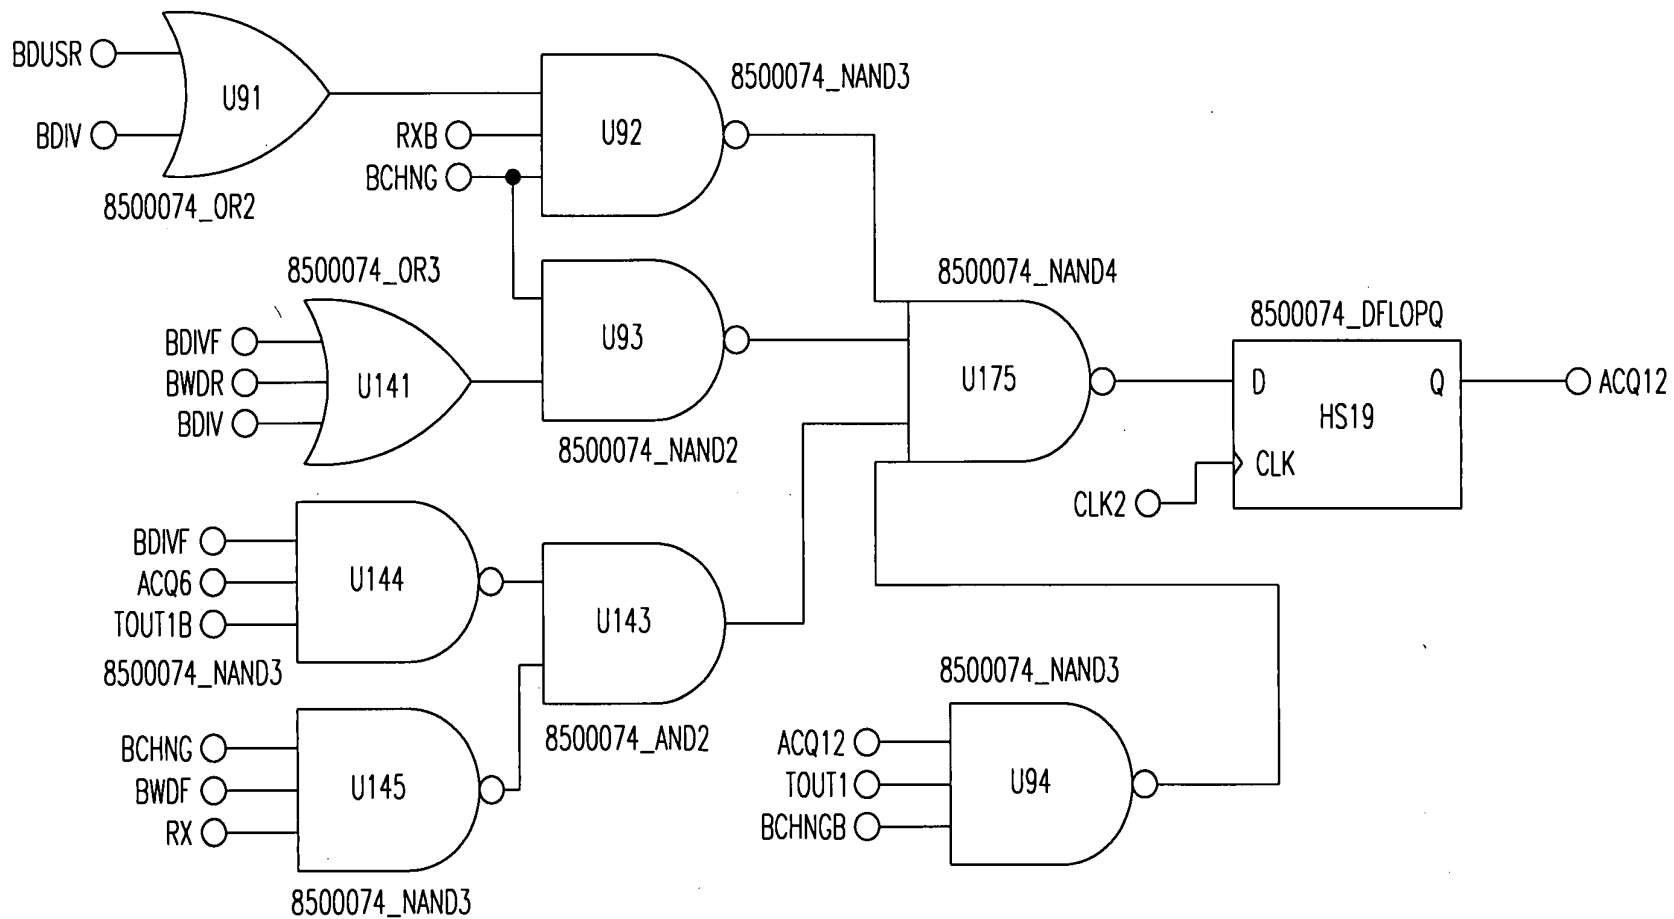 BDUSR
U91
BDIV
8500074_OR2
8500074_NAND3
RXB
U92
BCHNG
8500074_OR3
BDIVF
BWDR
U141
BDIV
U93
8500074_NAND2
8500074_NAND4
U175
8500074_DFLOPQ
D
Q
HS19
CLK
CLK2
ACQ12
BDIVF
ACQ6
U144
TOUT1B
8500074_NAND3
U143
8500074_AND2
BCHNG
BWDF
U145
RX
8500074_NAND3
8500074_NAND3
ACQ12
TOUT1
U94
BCHNGB